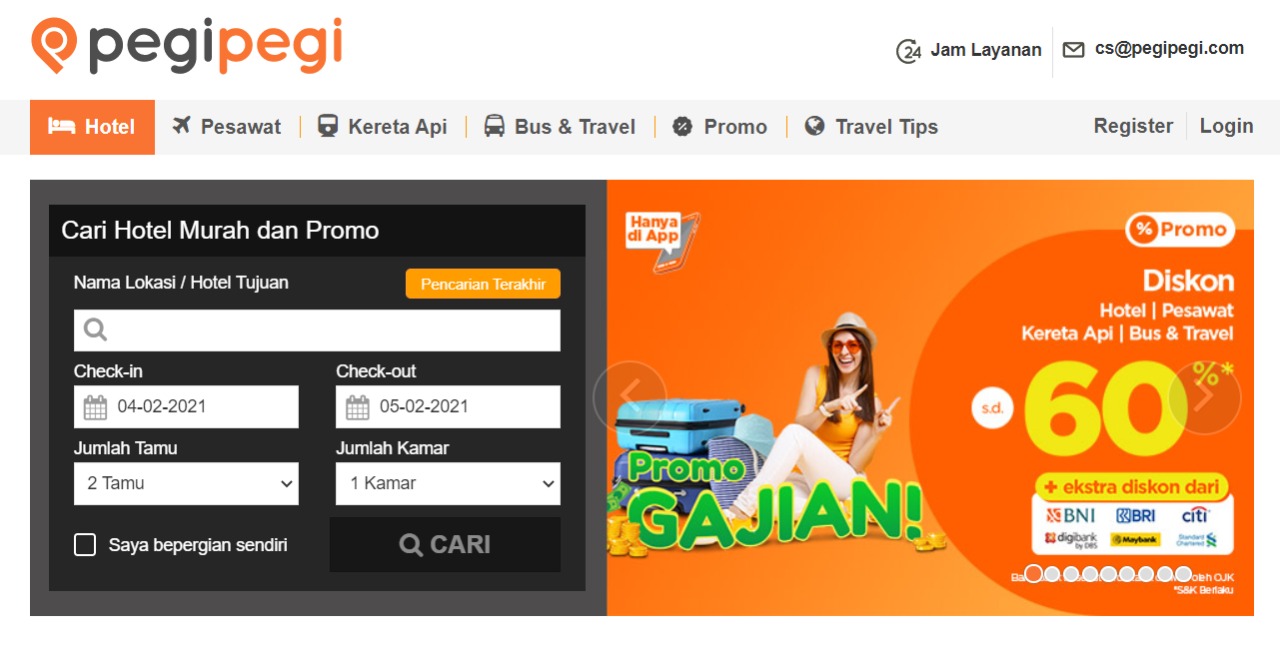 pegipegi
24 Jam Layanan
cs@pegipegi.com
Hotel
Pesawat
Kereta Api
Bus & Travel
Promo
Travel Tips
Register
Login
Cari Hotel Murah dan Promo
Nama Lokasi / Hotel Tujuan
Pencarian Terakhir
Check-in
Check-out
04-02-2021
05-02-2021
Jumlah Tamu
Jumlah Kamar
2 Tamu
1 Kamar
Saya bepergian sendiri
CARI
Hanya
di App
% Promo
Diskon
Hotel | Pesawat
Kereta Api | Bus & Travel
s.d.
60%*
+ ekstra diskon dari
BNI
BRI
citi
digibank
by DBS
Maybank
Standard
Chartered
Promo
GAJIAN!
oleh OJK
*S&K Berlaku